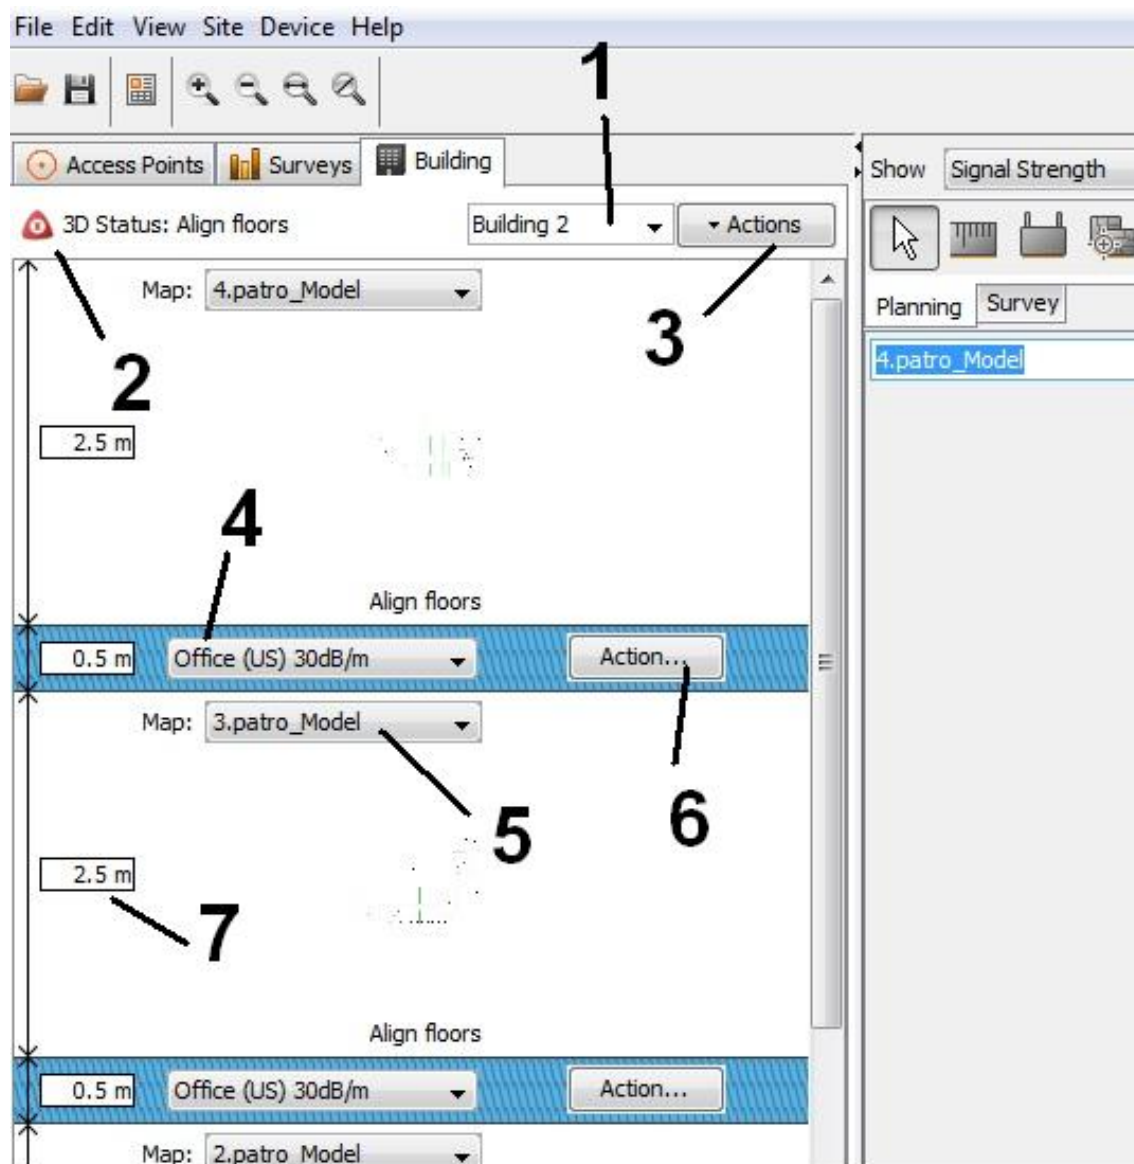 File Edit View Site Device Help
1
Access Points Surveys Building
Show Signal Strength
3D Status: Align floors Building 2 Actions
Map: 4.patro_Model
3
Planning Survey
2
4.patro_Model
2.5 m
4
Align floors
0.5 m Office (US) 30dB/m Action...
Map: 3.patro_Model
6
5
2.5 m
7
Align floors
0.5 m Office (US) 30dB/m Action...
Map: 2.patro_Model